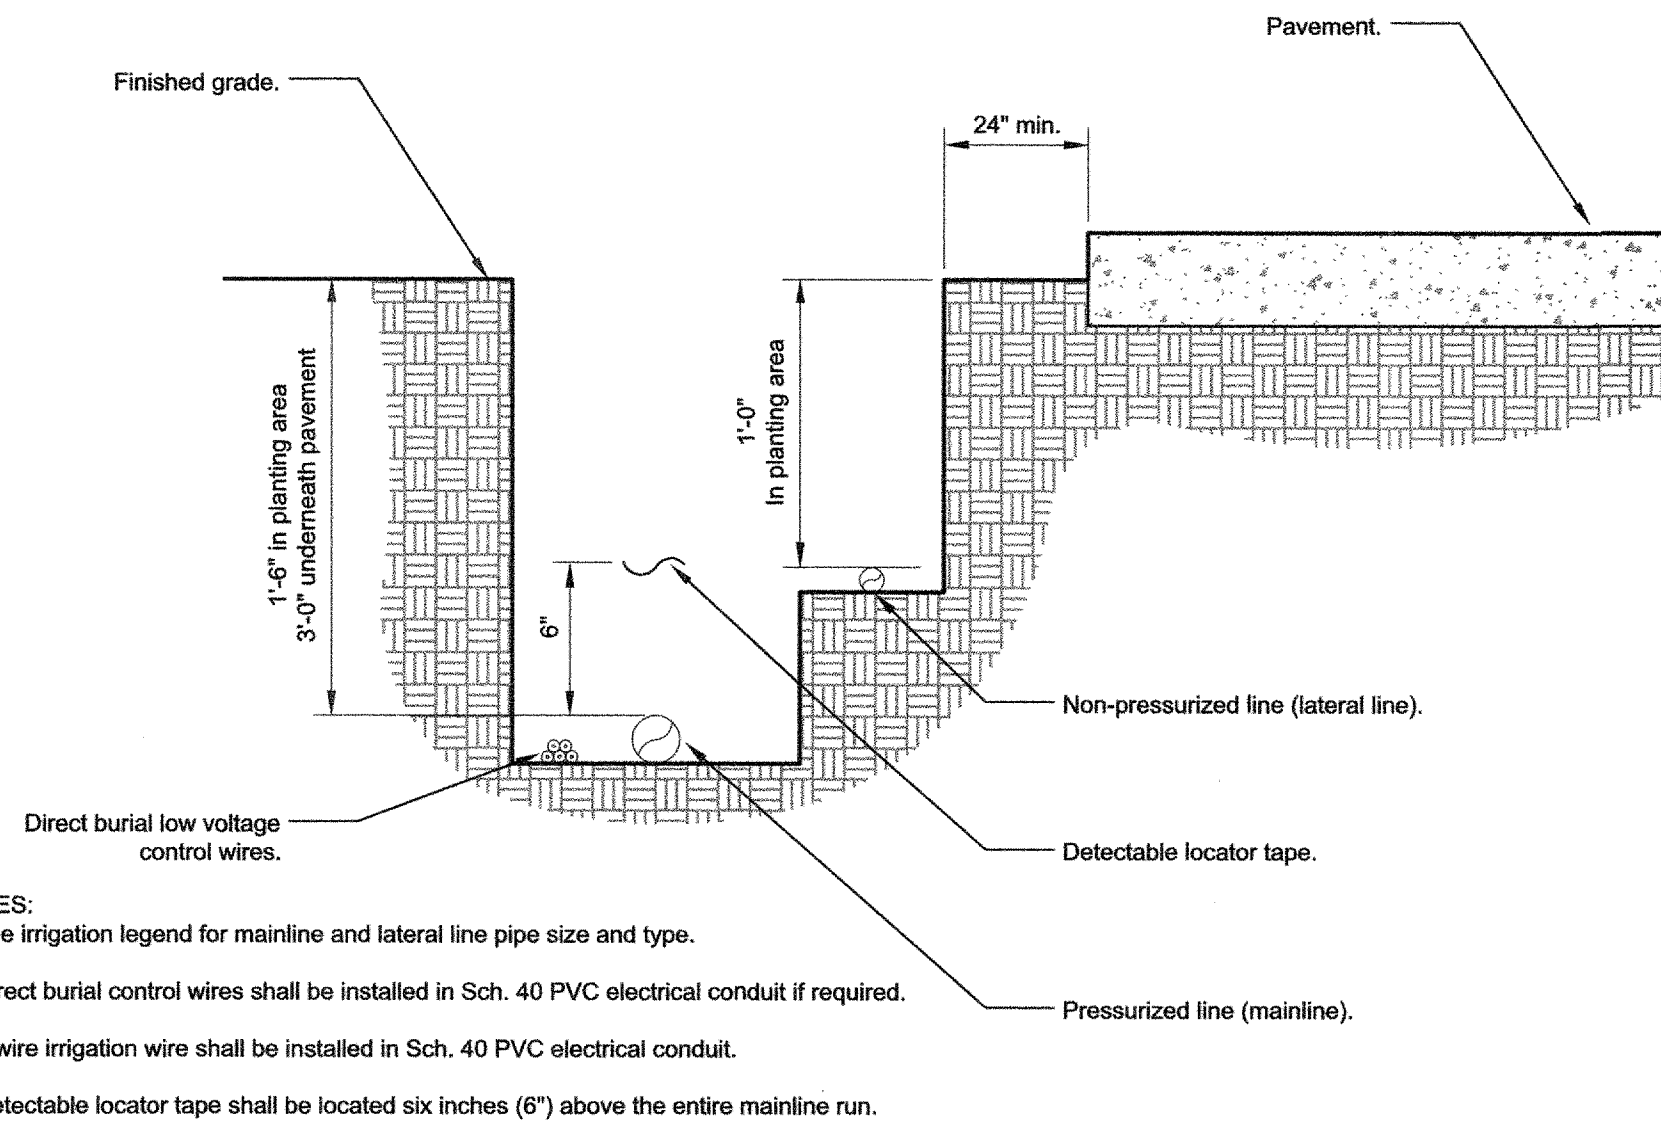 Pavement.
Finished grade.
24" min.
1'-6" in planting area
3'-0" underneath pavement
1'-0"
In planting area
6"
Non-pressurized line (lateral line).
Direct burial low voltage
control wires.
Detectable locator tape.
ES:
e irrigation legend for mainline and lateral line pipe size and type.
rect burial control wires shall be installed in Sch. 40 PVC electrical conduit if required.
Pressurized line (mainline).
wire irrigation wire shall be installed in Sch. 40 PVC electrical conduit.
etectable locator tape shall be located six inches (6") above the entire mainline run.